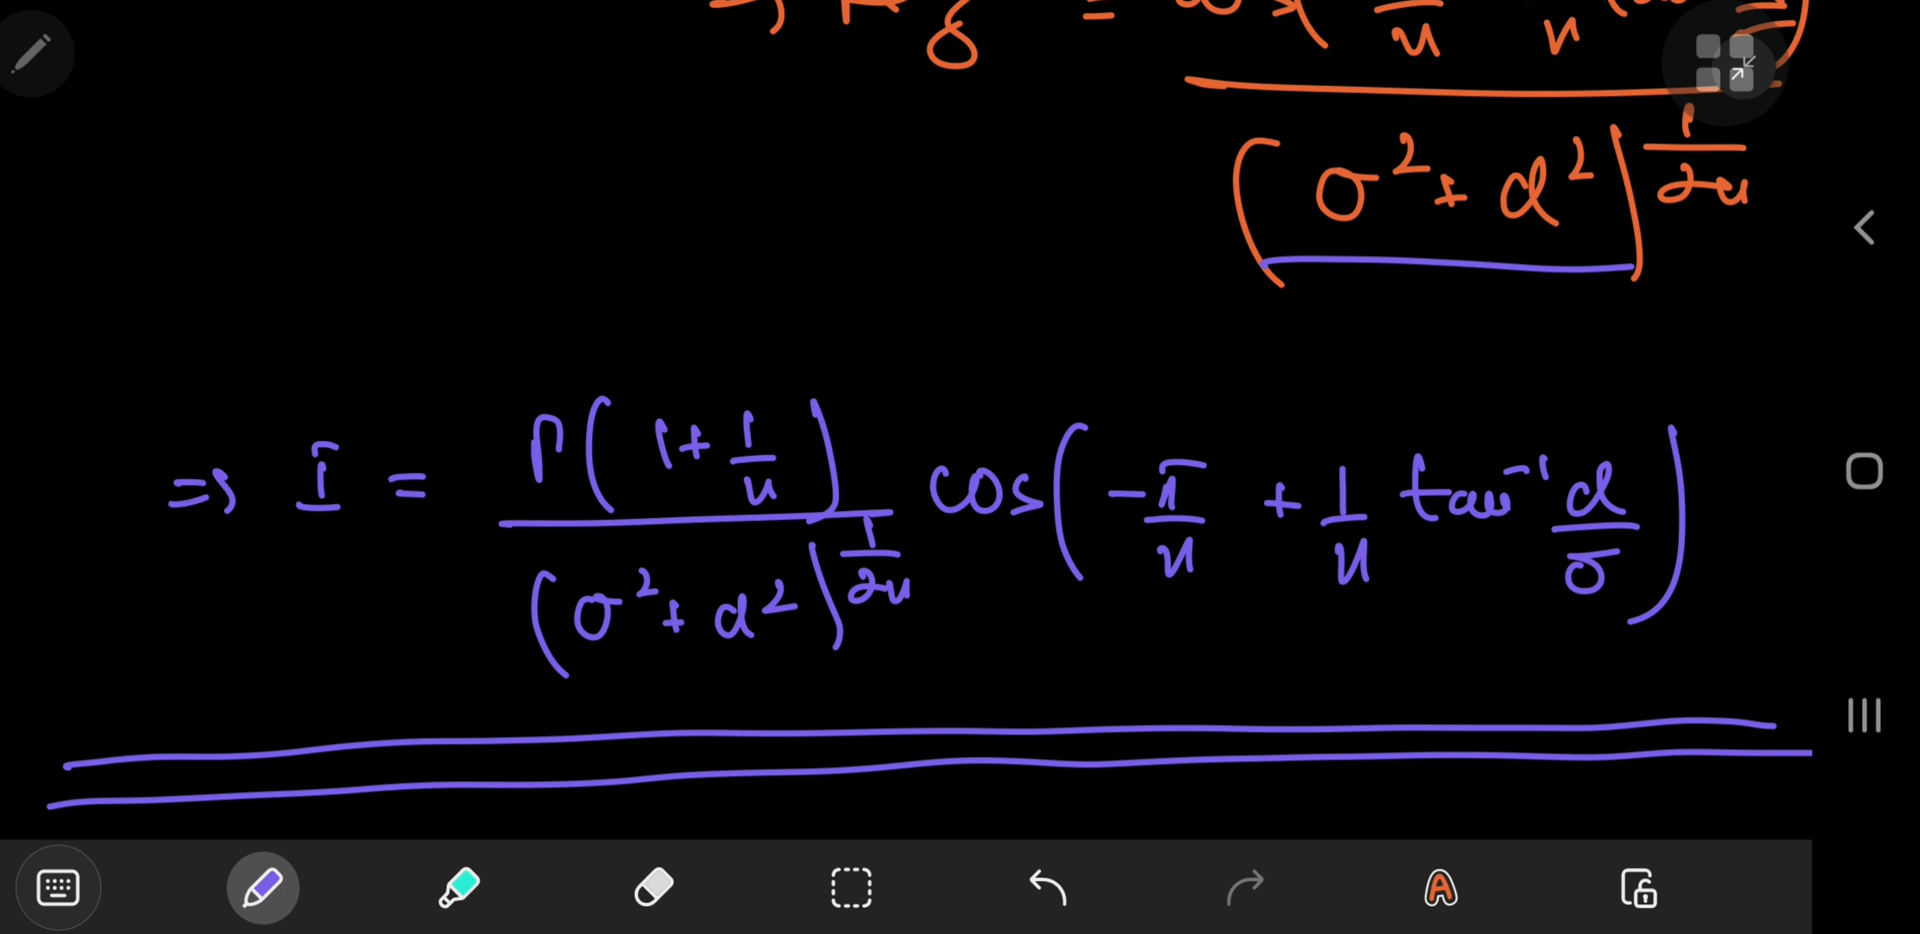 (σ² + α²)^(1/2n)
⇒ I = Γ(1 + 1/n) / (σ² + α²)^(1/2n) cos(-π/n + 1/n tan⁻¹ α/σ)
A